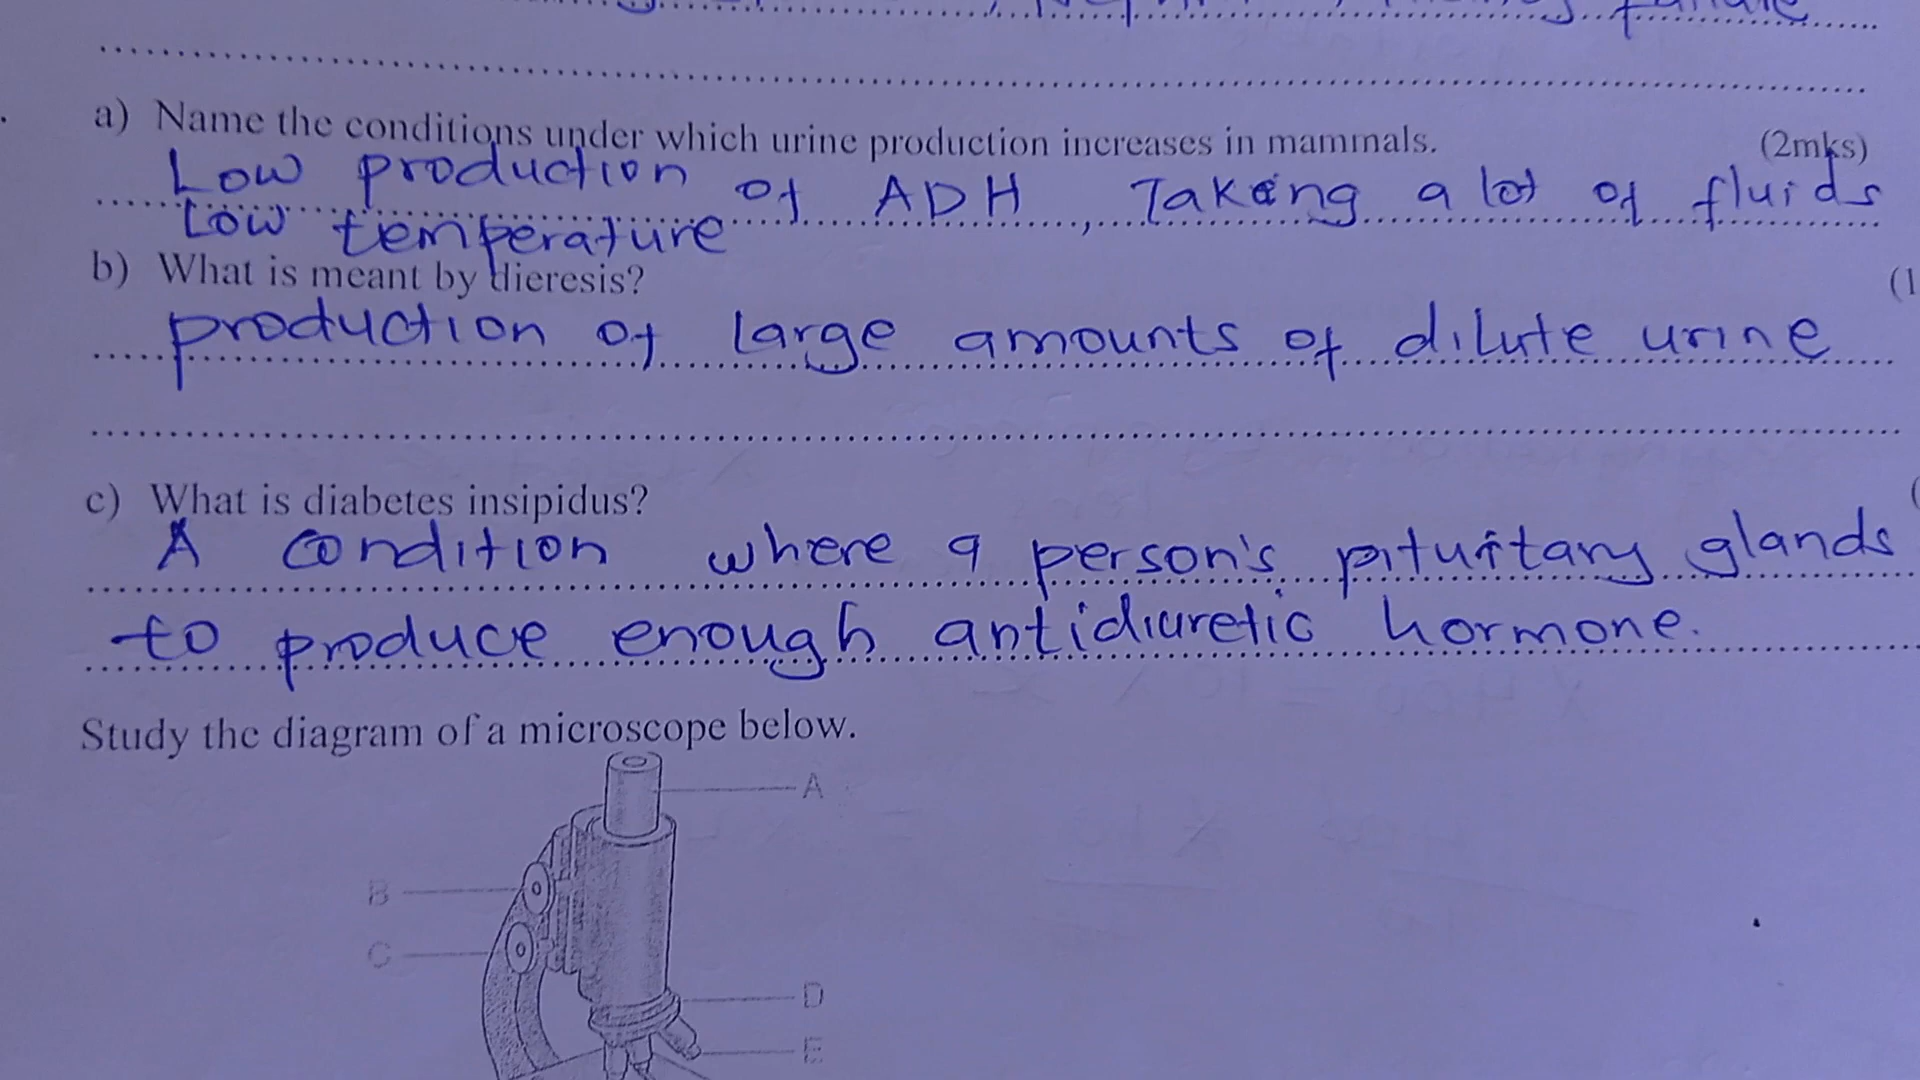 a) Name the conditions under which urine production increases in mammals. (2mks)
Low production of ADH, Taking a lot of fluids
Low temperature
b) What is meant by dieresis? (1
production of large amounts of dilute urine
c) What is diabetes insipidus? (
A condition where a person's pituitary glands
to produce enough antidiuretic hormone.
Study the diagram of a microscope below.
A
B
C
D
E